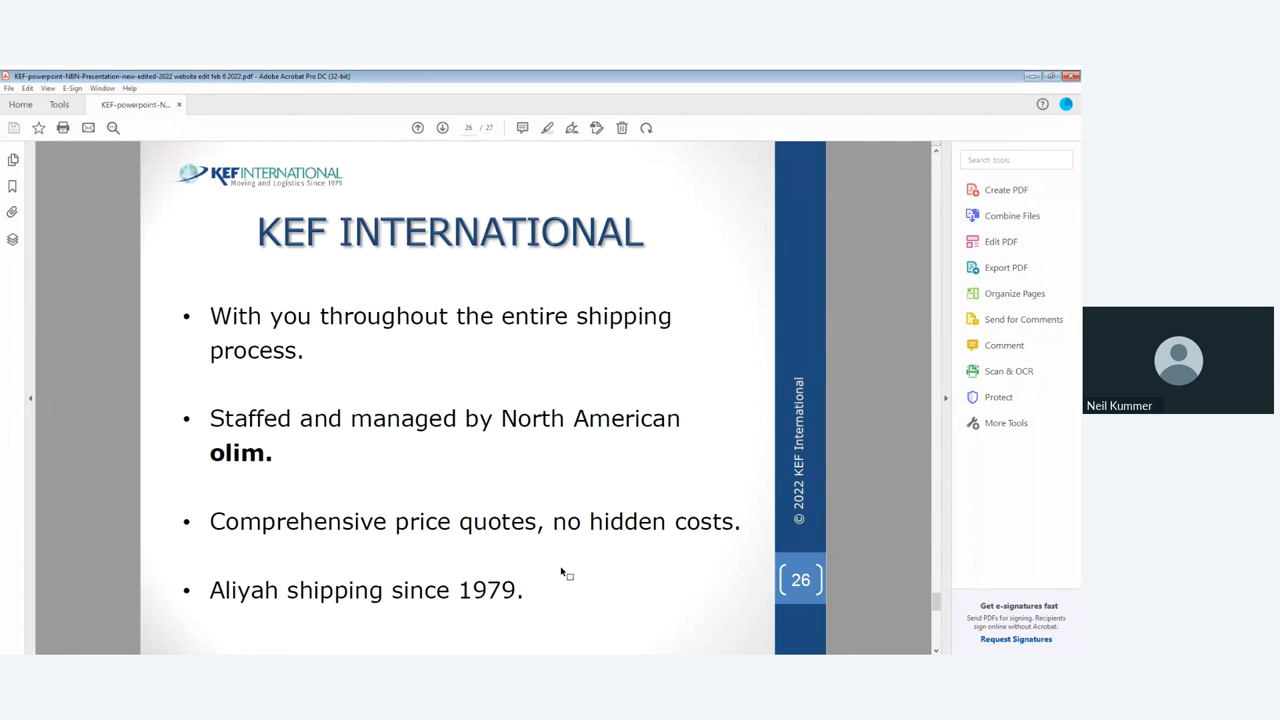 KEF-powerpoint-NBN-Presentation-new-edited-2022 website edit feb 6 2022.pdf - Adobe Acrobat Pro DC (32-bit)
File Edit View E-Sign Window Help
Home Tools KEF-powerpoint-N... ×
26 / 27
KEFINTERNATIONAL
Moving and Logistics Since 1979
KEF INTERNATIONAL
• With you throughout the entire shipping
process.
• Staffed and managed by North American
olim.
• Comprehensive price quotes, no hidden costs.
• Aliyah shipping since 1979.
© 2022 KEF International
26
Search tools
Create PDF
Combine Files
Edit PDF
Export PDF
Organize Pages
Send for Comments
Comment
Scan & OCR
Protect
More Tools
Get e-signatures fast
Send PDFs for signing. Recipients
sign online without Acrobat.
Request Signatures
Neil Kummer